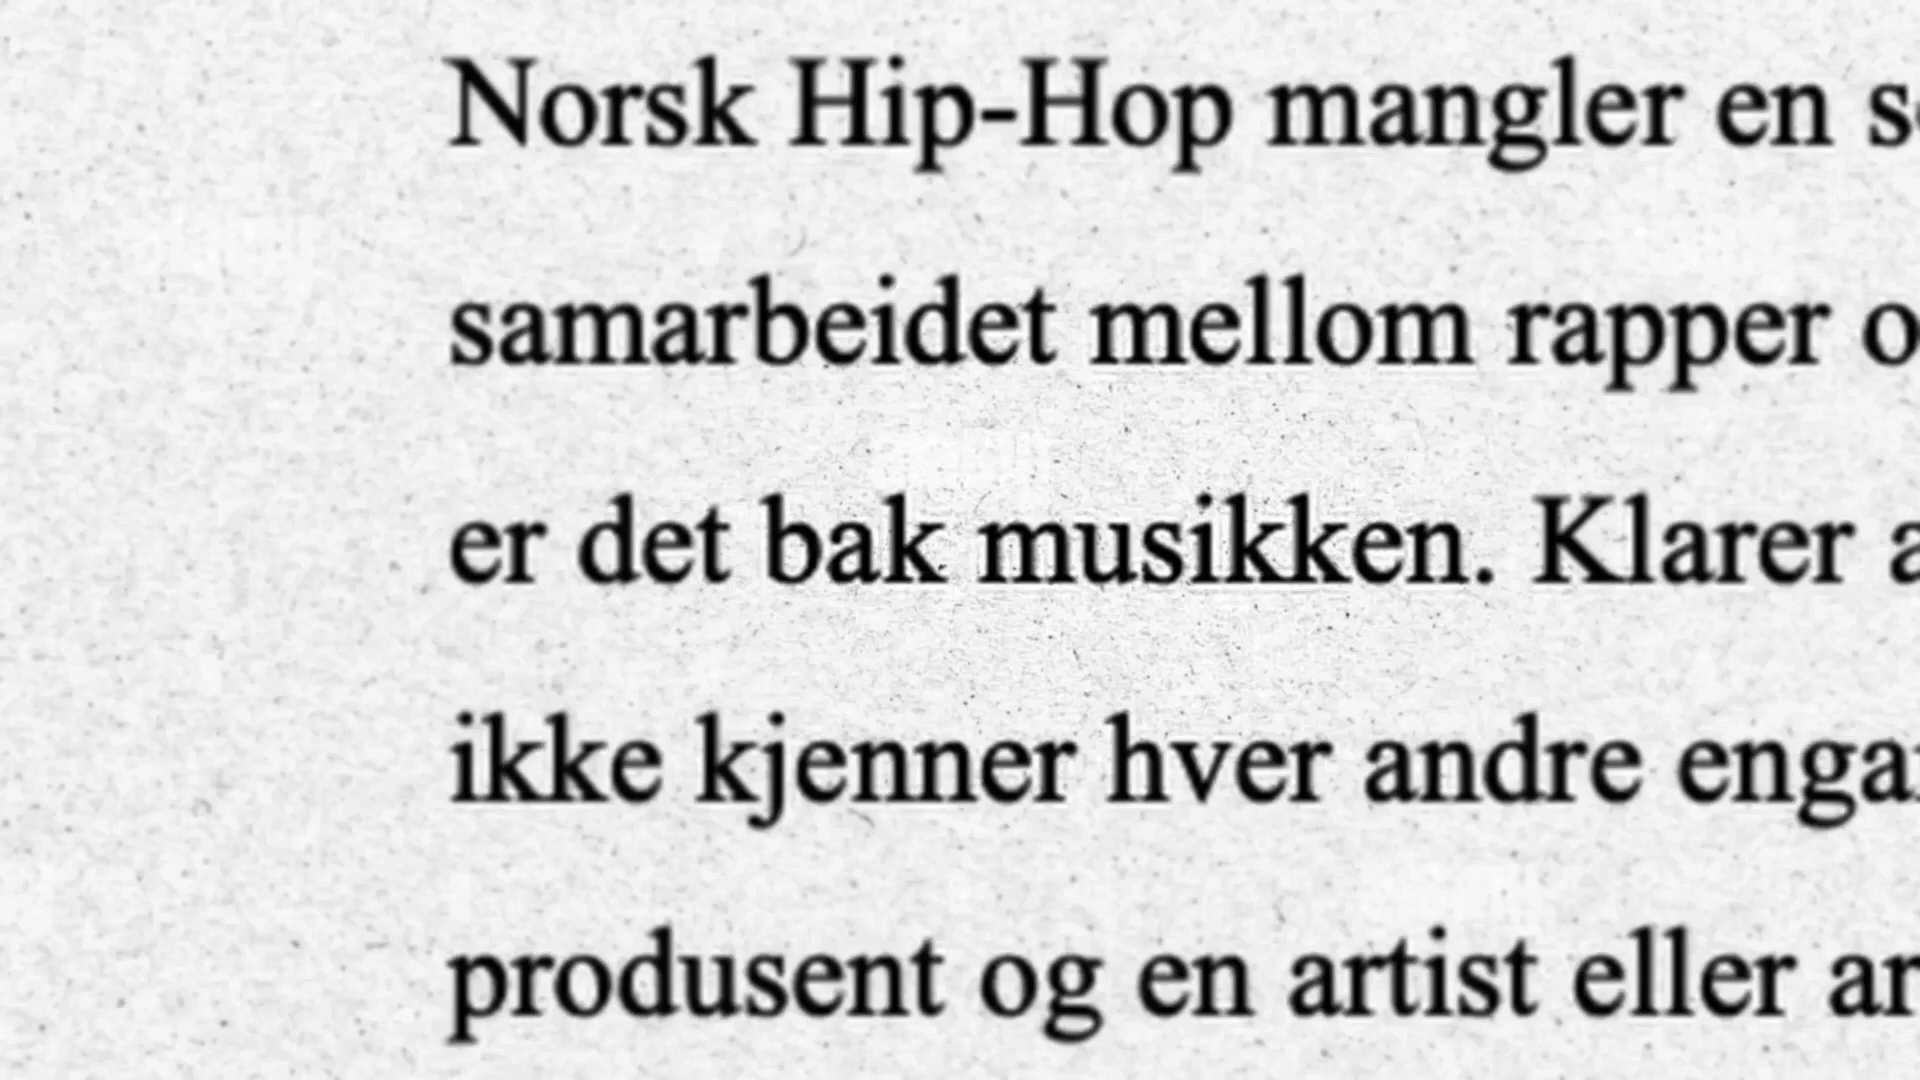 Norsk Hip-Hop mangler en
samarbeidet mellom rapper
er det bak musikken. Klarer
ikke kjenner hver andre
produsent og en artist eller